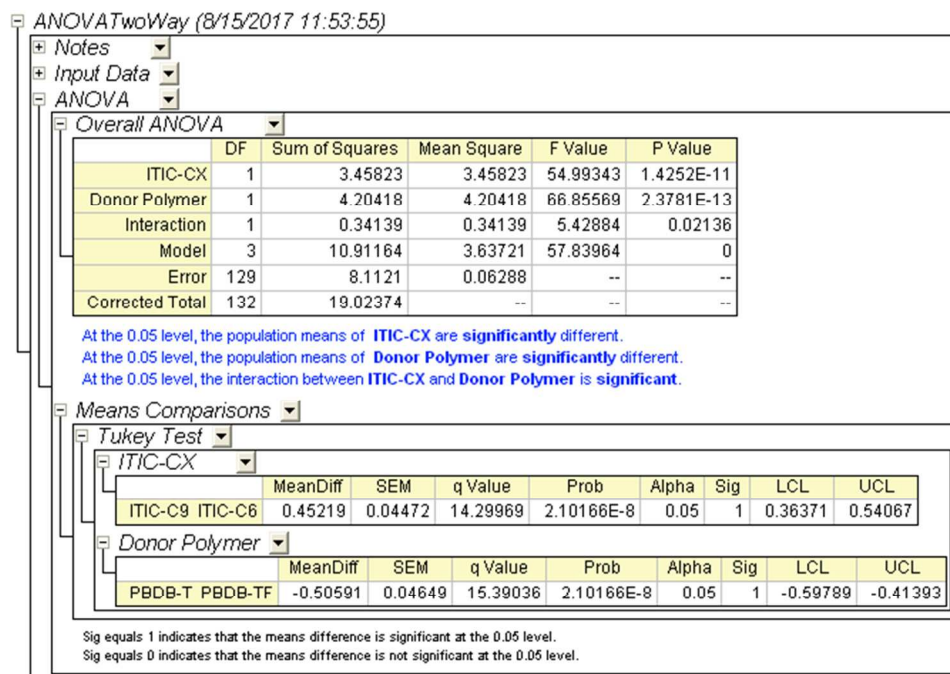 ANOVATwoWay (8/15/2017 11:53:55)
Notes
Input Data
ANOVA
Overall ANOVA
DF Sum of Squares Mean Square F Value P Value
ITIC-CX 1 3.45823 3.45823 54.99343 1.4252E-11
Donor Polymer 1 4.20418 4.20418 66.85569 2.3781E-13
Interaction 1 0.34139 0.34139 5.42884 0.02136
Model 3 10.91164 3.63721 57.83964 0
Error 129 8.1121 0.06288 -- --
Corrected Total 132 19.02374 -- -- --
At the 0.05 level, the population means of ITIC-CX are significantly different.
At the 0.05 level, the population means of Donor Polymer are significantly different.
At the 0.05 level, the interaction between ITIC-CX and Donor Polymer is significant.
Means Comparisons
Tukey Test
ITIC-CX
MeanDiff SEM q Value Prob Alpha Sig LCL UCL
ITIC-C9 ITIC-C6 0.45219 0.04472 14.29969 2.10166E-8 0.05 1 0.36371 0.54067
Donor Polymer
MeanDiff SEM q Value Prob Alpha Sig LCL UCL
PBDB-T PBDB-TF -0.50591 0.04649 15.39036 2.10166E-8 0.05 1 -0.59789 -0.41393
Sig equals 1 indicates that the means difference is significant at the 0.05 level.
Sig equals 0 indicates that the means difference is not significant at the 0.05 level.